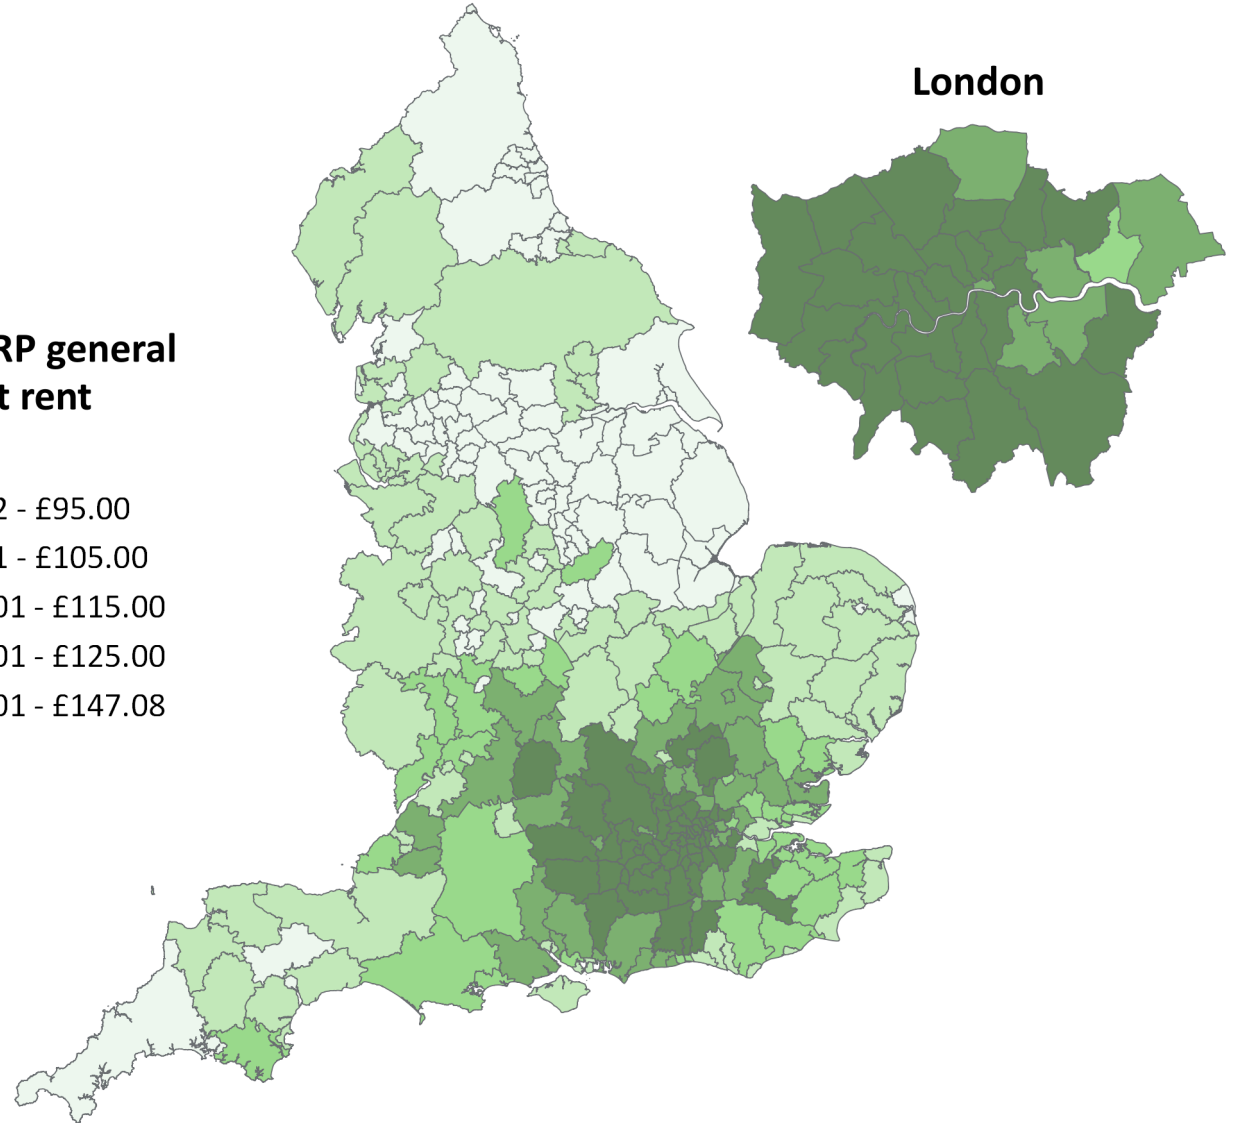 London
RP general
t rent
2 - £95.00
1 - £105.00
01 - £115.00
01 - £125.00
01 - £147.08